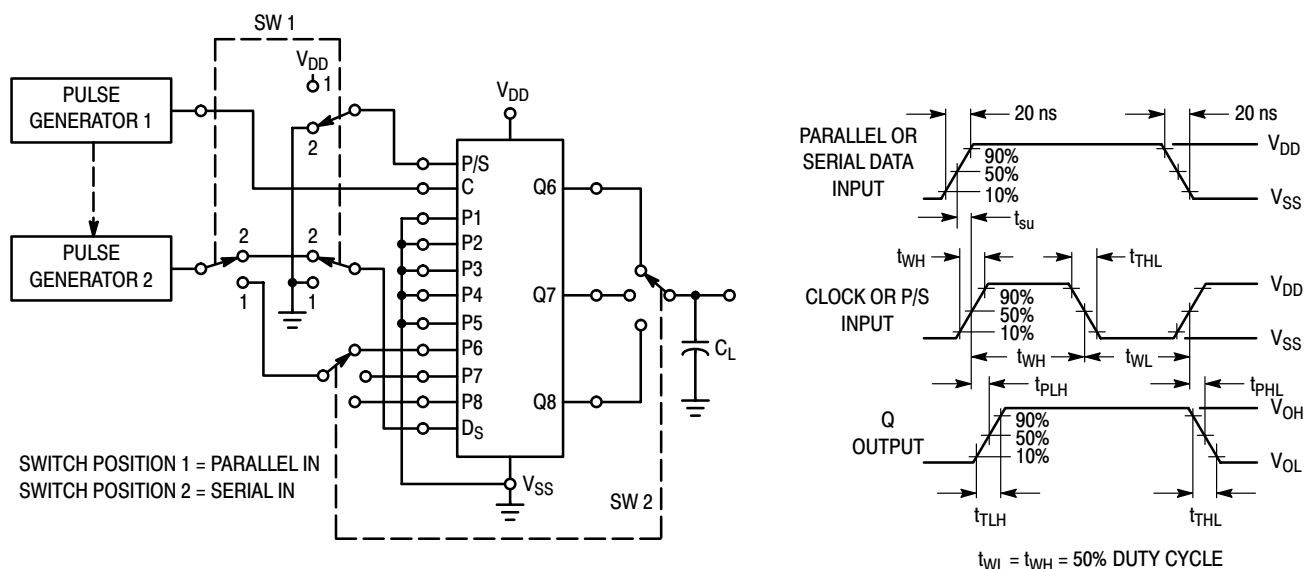 SW 1
VDD
1
2
PULSE
GENERATOR 1
PULSE
GENERATOR 2
2
1
2
1
VDD
P/S
C
P1
P2
P3
P4
P5
P6
P7
P8
DS
Q6
Q7
Q8
VSS
CL
SW 2
SWITCH POSITION 1 = PARALLEL IN
SWITCH POSITION 2 = SERIAL IN
20 ns
20 ns
PARALLEL OR
SERIAL DATA
INPUT
90%
50%
10%
VDD
VSS
tsu
tWH
tTHL
CLOCK OR P/S
INPUT
90%
50%
10%
VDD
VSS
tWH
tWL
tPLH
tPHL
Q
OUTPUT
90%
50%
10%
VOH
VOL
tTLH
tTHL
tWL = tWH = 50% DUTY CYCLE